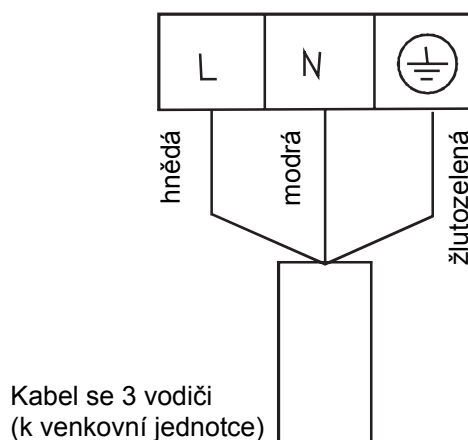 L N
hnědá
modrá
žlutozelená
Kabel se 3 vodiči
(k venkovní jednotce)